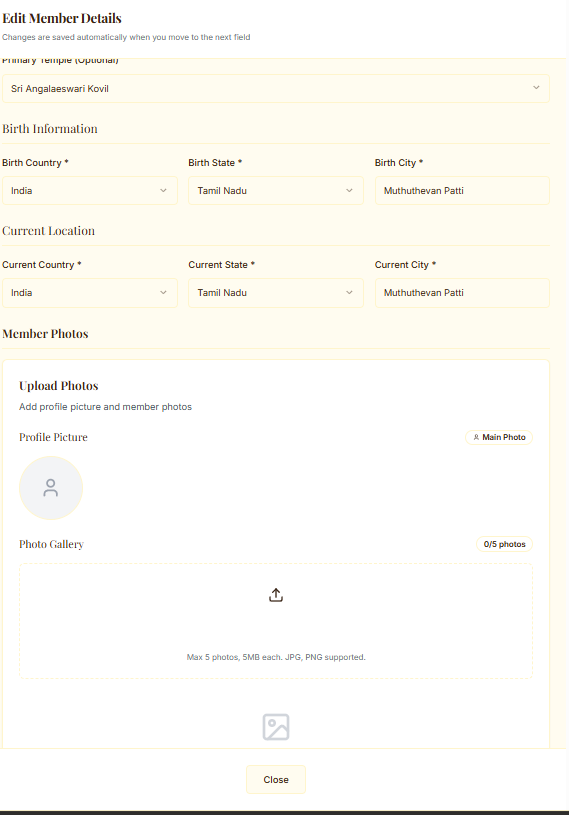 Edit Member Details
Changes are saved automatically when you move to the next field
Primary Temple (Optional)
Sri Angalaeswari Kovil
Birth Information
Birth Country * Birth State * Birth City *
India Tamil Nadu Muthuthevan Patti
Current Location
Current Country * Current State * Current City *
India Tamil Nadu Muthuthevan Patti
Member Photos
Upload Photos
Add profile picture and member photos
Profile Picture Main Photo
Photo Gallery 0/5 photos
Max 5 photos, 5MB each. JPG, PNG supported.
Close